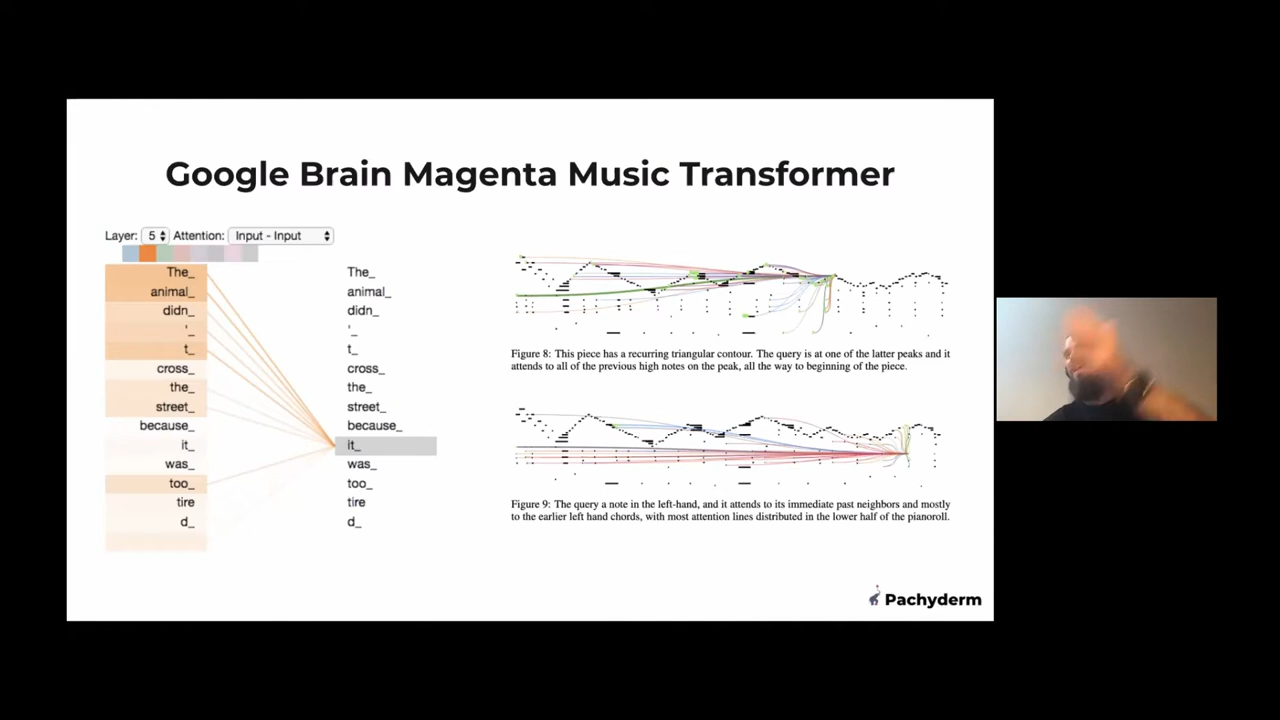 Google Brain Magenta Music Transformer
Layer: 5 Attention: Input - Input
The_ The_
animal_ animal_
didn_ didn_
'_ '_
t_ t_
cross_ cross_
the_ the_
street_ street_
because_ because_
it_ it_
was_ was_
too_ too_
tire tire
d_ d_
Figure 8: This piece has a recurring triangular contour. The query is at one of the latter peaks and it
attends to all of the previous high notes on the peak, all the way to beginning of the piece.
Figure 9: The query a note in the left-hand, and it attends to its immediate past neighbors and mostly
to the earlier left hand chords, with most attention lines distributed in the lower half of the pianoroll.
Pachyderm